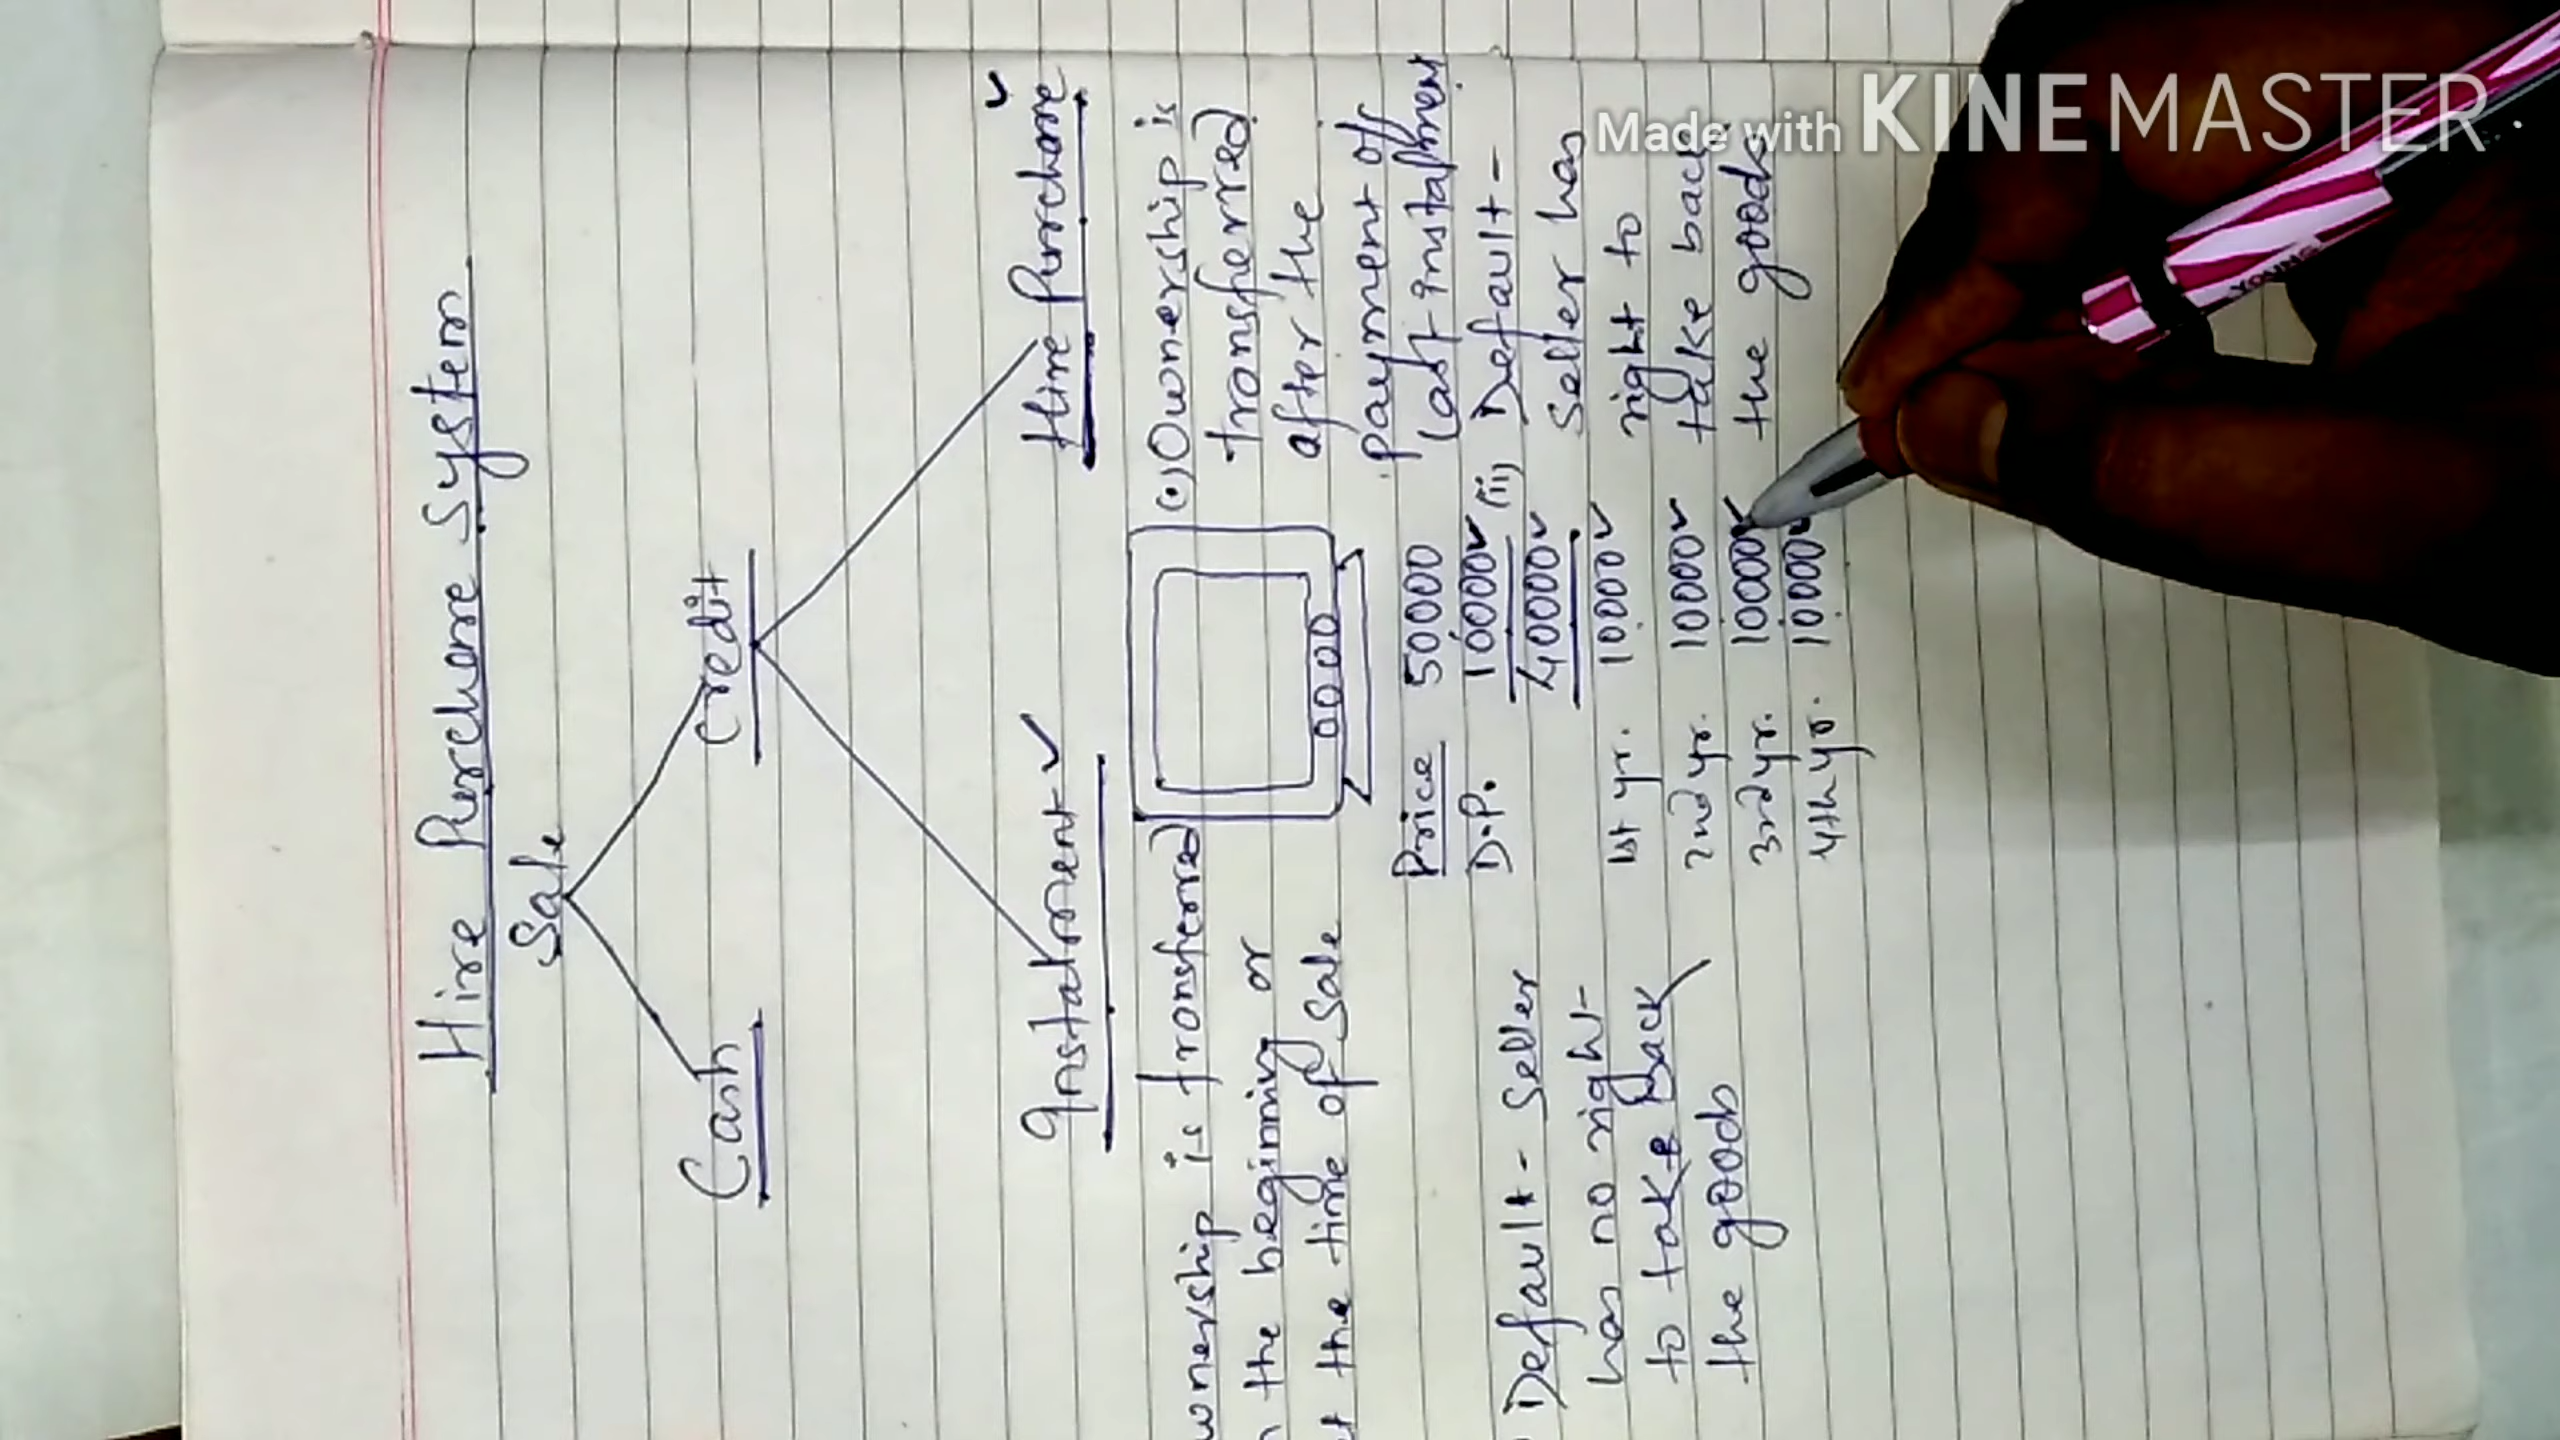 Hire Purchase System
Sale
Cash
Credit
Instalment
Hire Purchase
wnership is transferred
the beginning or
the time of Sale
Default - Seller
has no right
to take back
the goods
0000
Price 50000
D.P. 10000
40000
1st yr. 10000
2nd yr. 10000
3rd yr. 10000
4th yr. 10000
(i) Ownership is
transferred
after the
payment of
last instalment
(ii) Default -
Seller has
right to
take back
the goods
Made with KINEMASTER